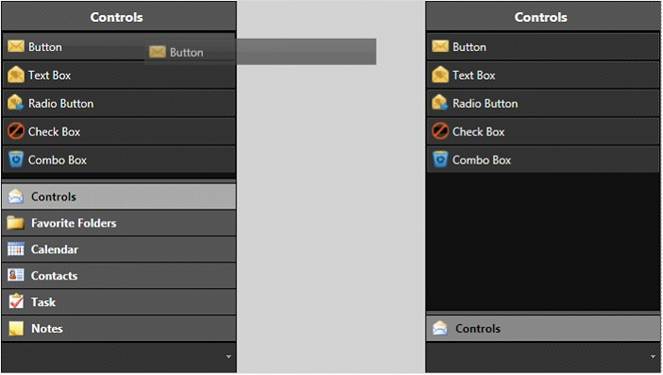 Controls
Button
Button
Text Box
Radio Button
Check Box
Combo Box
Controls
Favorite Folders
Calendar
Contacts
Task
Notes
Controls
Button
Text Box
Radio Button
Check Box
Combo Box
Controls